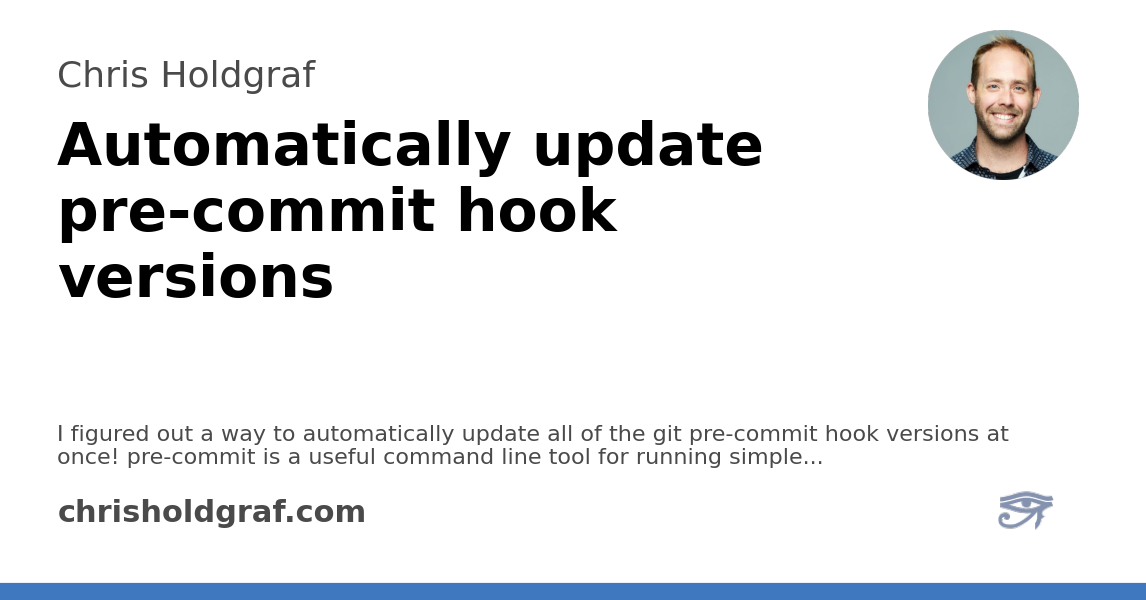 Chris Holdgraf
Automatically update
pre-commit hook
versions
I figured out a way to automatically update all of the git pre-commit hook versions at
once! pre-commit is a useful command line tool for running simple...
chrisholdgraf.com